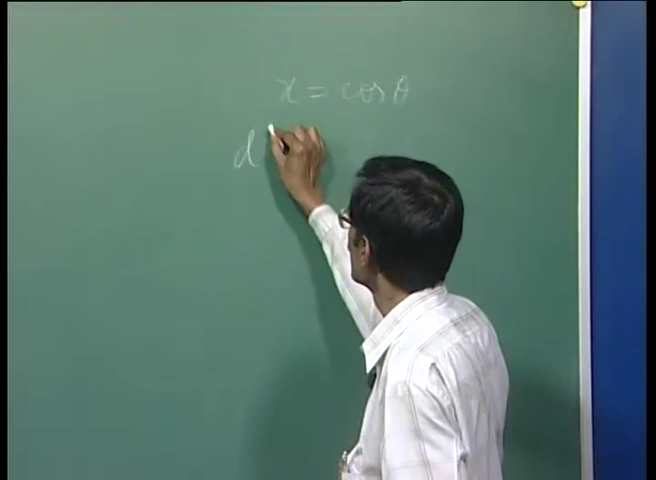 x = cos θ
d